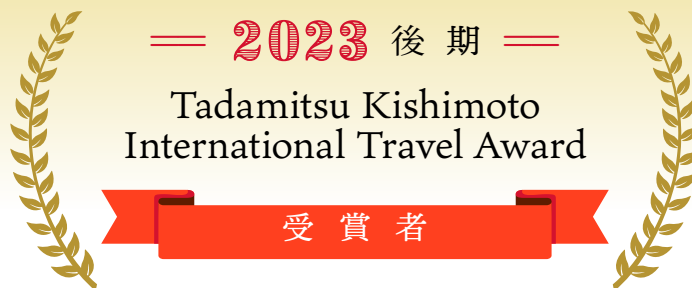 2023 後期
Tadamitsu Kishimoto
International Travel Award
受賞者